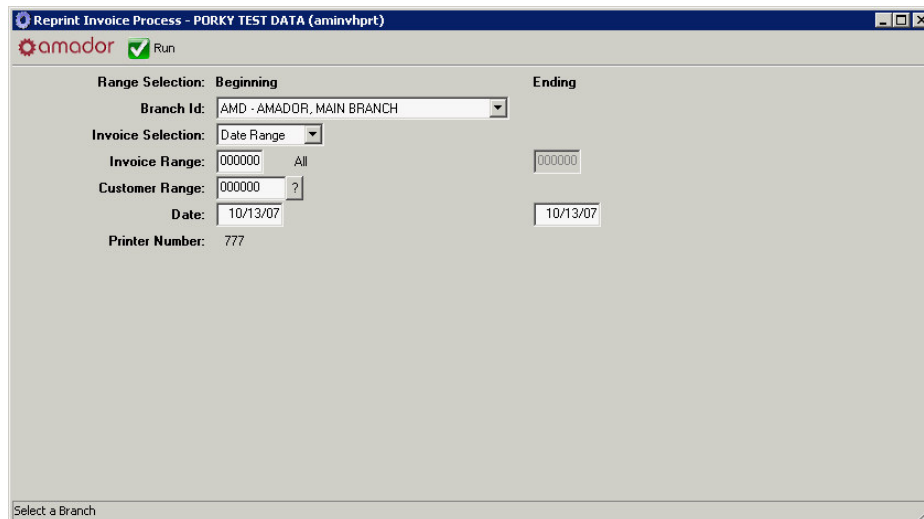 Reprint Invoice Process - PORKY TEST DATA (aminvhprt)
amador Run
Range Selection: Beginning Ending
Branch Id: AMD - AMADOR, MAIN BRANCH
Invoice Selection: Date Range
Invoice Range: 000000 All 000000
Customer Range: 000000 ?
Date: 10/13/07 10/13/07
Printer Number: 777
Select a Branch